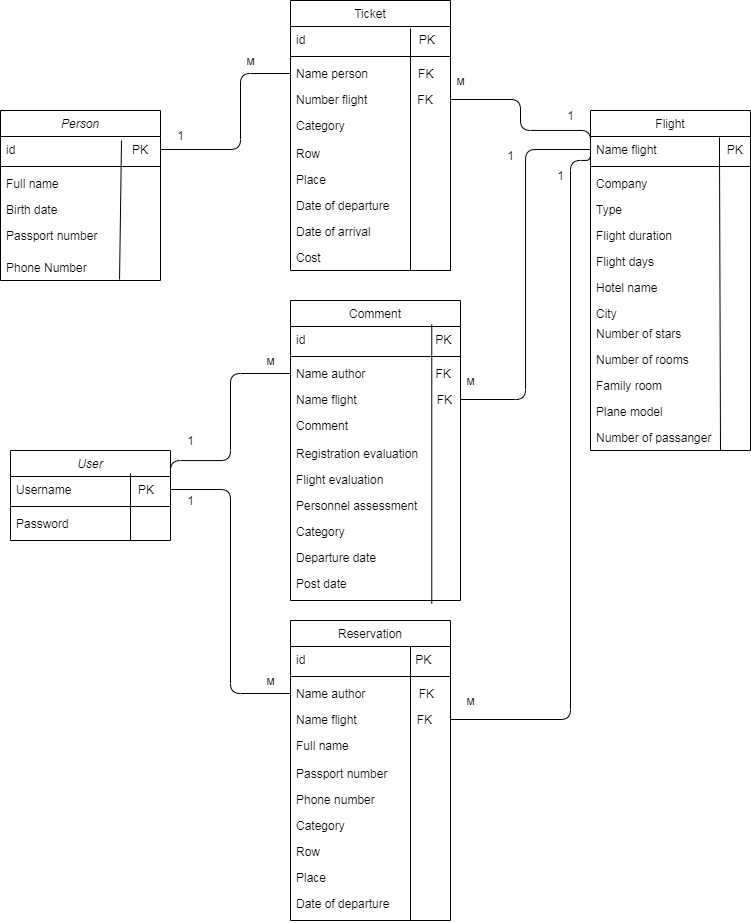 Ticket
id PK
Name person FK
Number flight FK
Category
Row
Place
Date of departure
Date of arrival
Cost
M
M
1
1
1
1
Person
id PK
Full name
Birth date
Passport number
Phone Number
Flight
Name flight PK
Company
Type
Flight duration
Flight days
Hotel name
City
Number of stars
Number of rooms
Family room
Plane model
Number of passanger
Comment
id PK
Name author FK
Name flight FK
Comment
Registration evaluation
Flight evaluation
Personnel assessment
Category
Departure date
Post date
M
M
1
1
User
Username PK
Password
Reservation
id PK
Name author FK
Name flight FK
Full name
Passport number
Phone number
Category
Row
Place
Date of departure
M
M